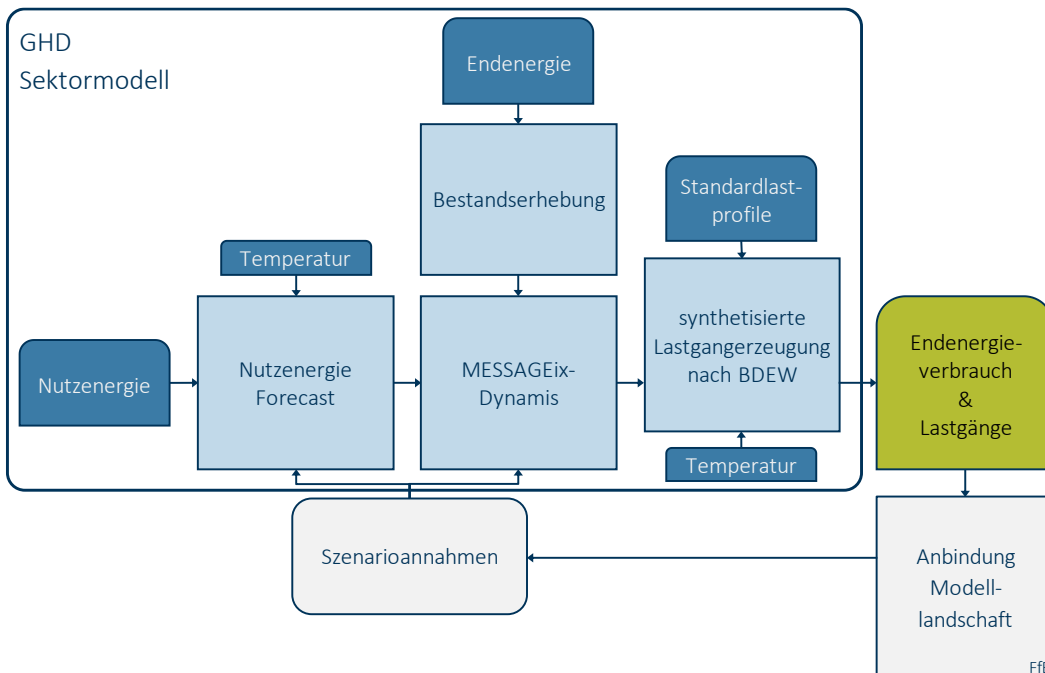 GHD
Sektormodell
Endenergie
Bestandserhebung
Standardlast-
profile
Temperatur
Nutzenergie
Nutzenergie
Forecast
MESSAGEix-
Dynamis
synthetisierte
Lastgangerzeugung
nach BDEW
Temperatur
Endenergie-
verbrauch
&
Lastgänge
Szenarioannahmen
Anbindung
Modell-
landschaft